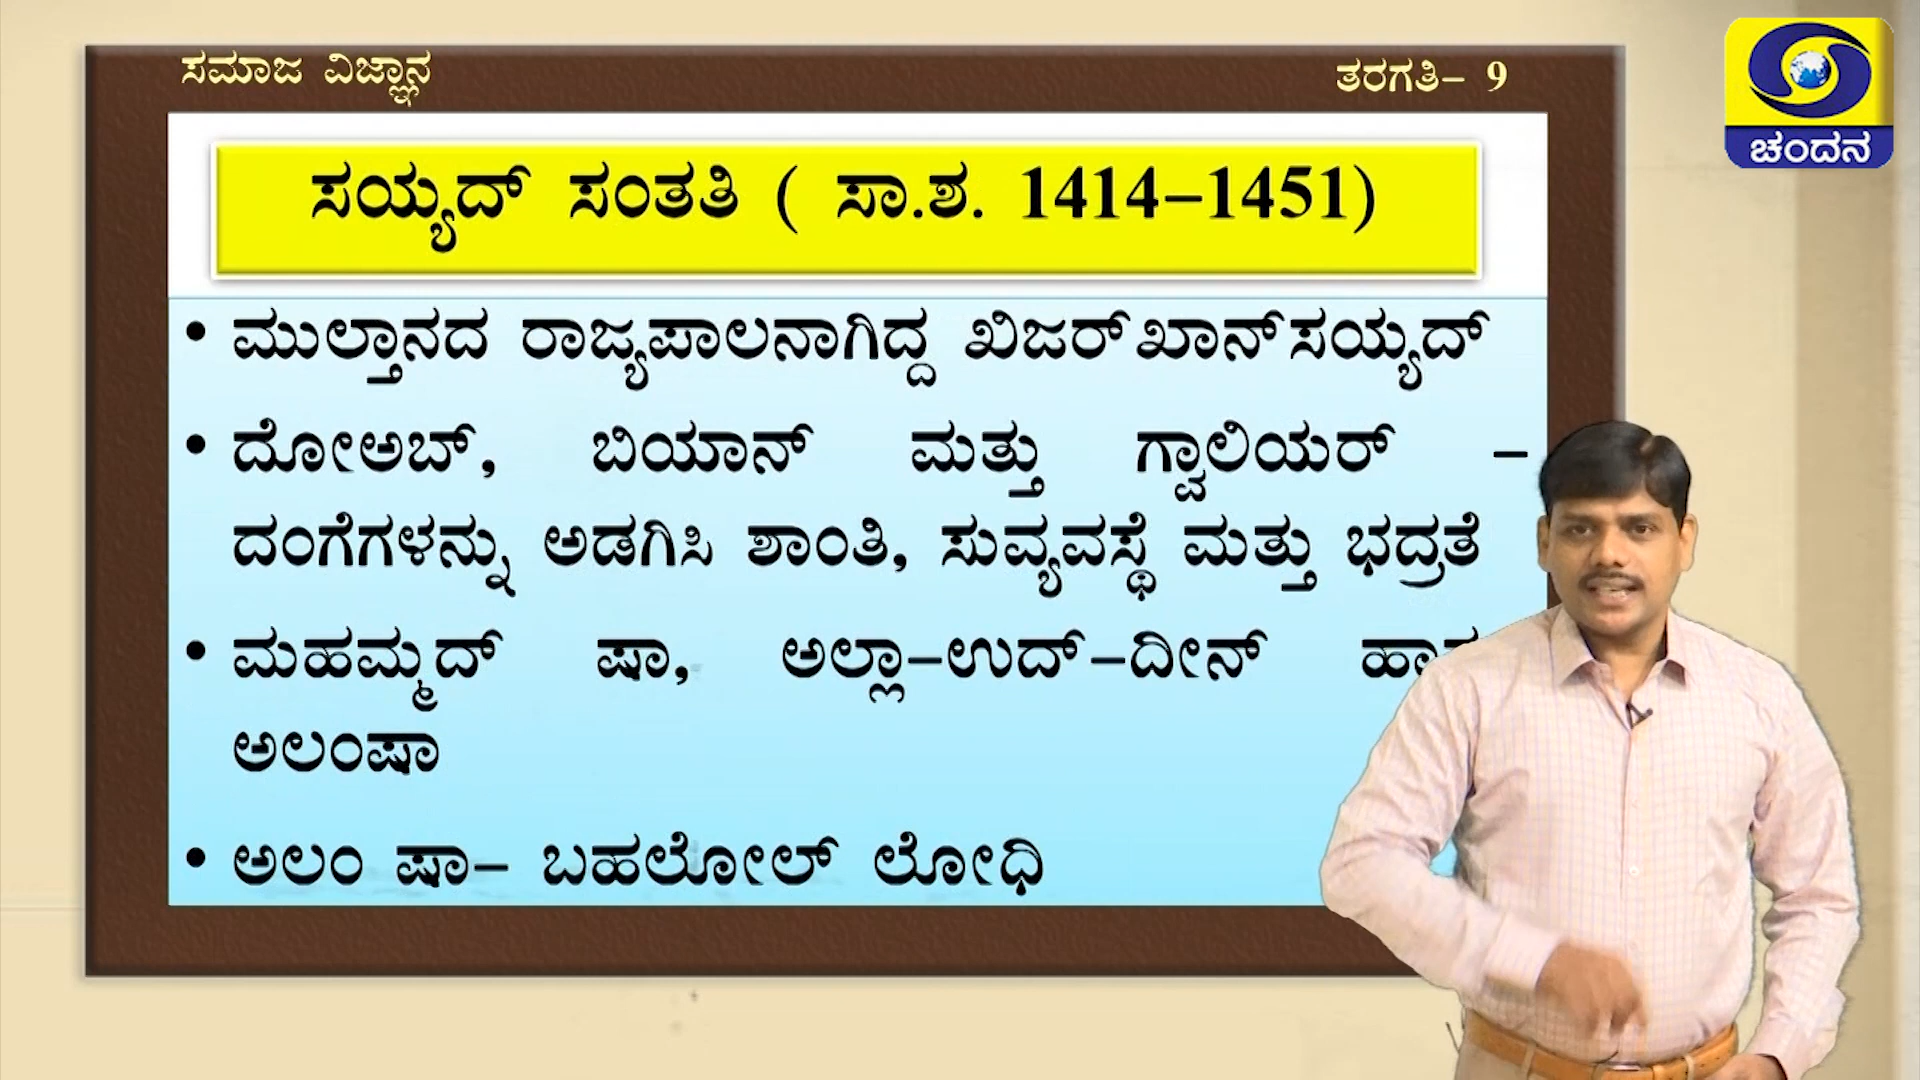 ಸಮಾಜ ವಿಜ್ಞಾನ
ತರಗತಿ– 9
ಚಂದನ
ಸಯ್ಯದ್ ಸಂತತಿ ( ಸಾ.ಶ. 1414–1451)
• ಮುಲ್ತಾನದ ರಾಜ್ಯಪಾಲನಾಗಿದ್ದ ಖಿಜರ್‌ಖಾನ್‌ಸಯ್ಯದ್
• ದೋಅಬ್, ಬಿಯಾನ್ ಮತ್ತು ಗ್ವಾಲಿಯರ್ –
ದಂಗೆಗಳನ್ನು ಅಡಗಿಸಿ ಶಾಂತಿ, ಸುವ್ಯವಸ್ಥೆ ಮತ್ತು ಭದ್ರತೆ
• ಮಹಮ್ಮದ್ ಷಾ, ಅಲ್ಲಾ–ಉದ್–ದೀನ್
ಅಲಂಷಾ
• ಅಲಂ ಷಾ– ಬಹಲೋಲ್ ಲೋಧಿ